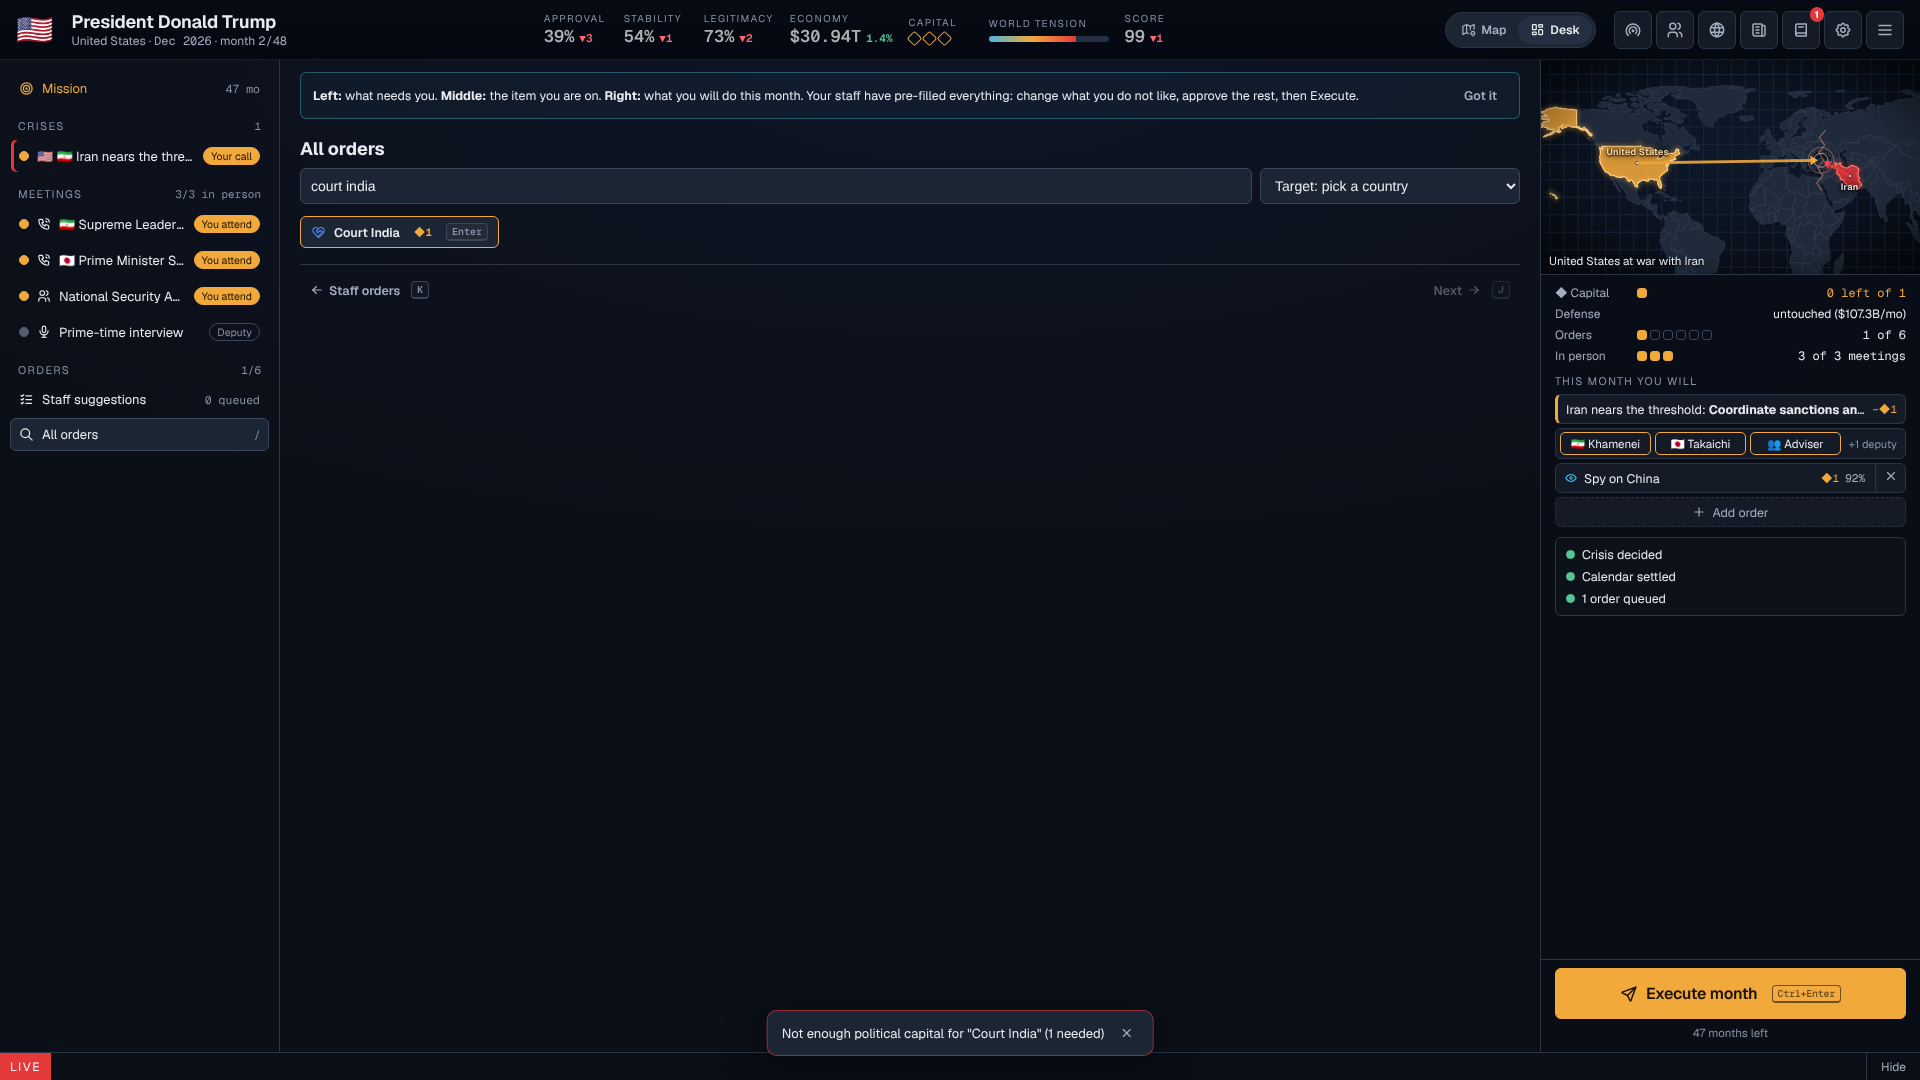 President Donald Trump
United States · Dec 2026 · month 2/48
APPROVAL
39% ▾3
STABILITY
54% ▾1
LEGITIMACY
73% ▾2
ECONOMY
$30.94T 1.4%
CAPITAL
WORLD TENSION
SCORE
99 ▾1
Map
Desk
1
Mission
47 mo
CRISES
1
Iran nears the thre…
Your call
MEETINGS
3/3 in person
Supreme Leader…
You attend
Prime Minister S…
You attend
National Security A…
You attend
Prime-time interview
Deputy
ORDERS
1/6
Staff suggestions
0 queued
All orders
/
Left: what needs you. Middle: the item you are on. Right: what you will do this month. Your staff have pre-filled everything: change what you do not like, approve the rest, then Execute.
Got it
All orders
court india
Target: pick a country
Court India ◆1 Enter
← Staff orders K
Next → J
United States
Iran
United States at war with Iran
◆ Capital
0 left of 1
Defense
untouched ($107.3B/mo)
Orders
1 of 6
In person
3 of 3 meetings
THIS MONTH YOU WILL
Iran nears the threshold: Coordinate sanctions an… −◆1
Khamenei
Takaichi
Adviser
+1 deputy
Spy on China
◆1 92% ×
+ Add order
Crisis decided
Calendar settled
1 order queued
Execute month Ctrl+Enter
47 months left
Not enough political capital for "Court India" (1 needed) ×
LIVE
Hide